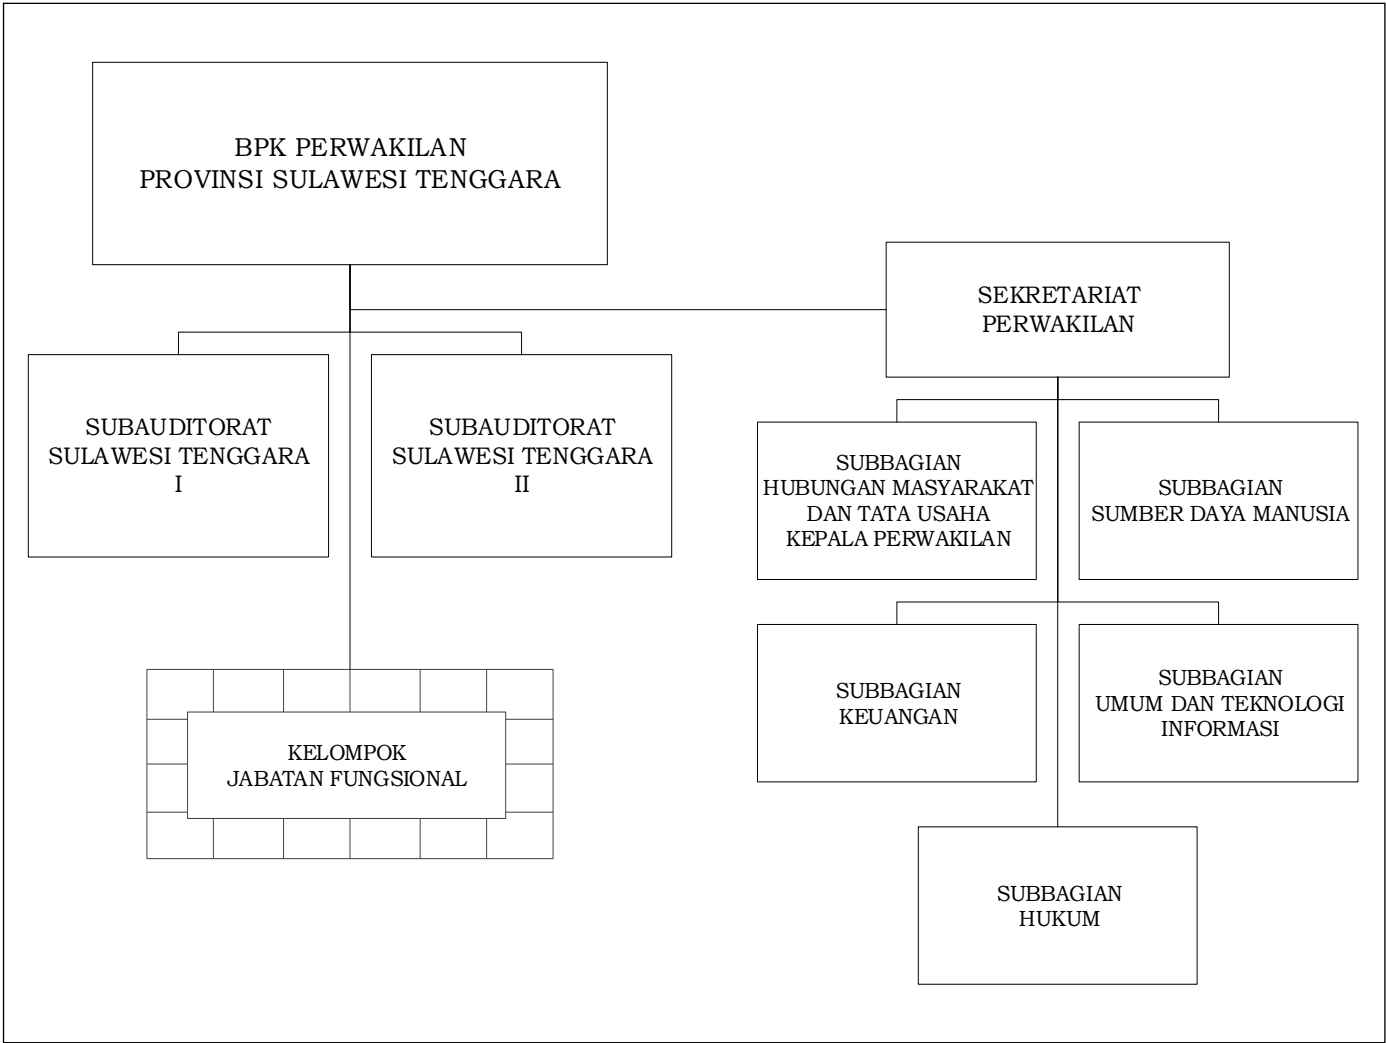 BPK PERWAKILAN
PROVINSI SULAWESI TENGGARA
SEKRETARIAT
PERWAKILAN
SUBAUDITORAT
SULAWESI TENGGARA
I
SUBAUDITORAT
SULAWESI TENGGARA
II
SUBBAGIAN
HUBUNGAN MASYARAKAT
DAN TATA USAHA
KEPALA PERWAKILAN
SUBBAGIAN
SUMBER DAYA MANUSIA
SUBBAGIAN
KEUANGAN
SUBBAGIAN
UMUM DAN TEKNOLOGI
INFORMASI
KELOMPOK
JABATAN FUNGSIONAL
SUBBAGIAN
HUKUM